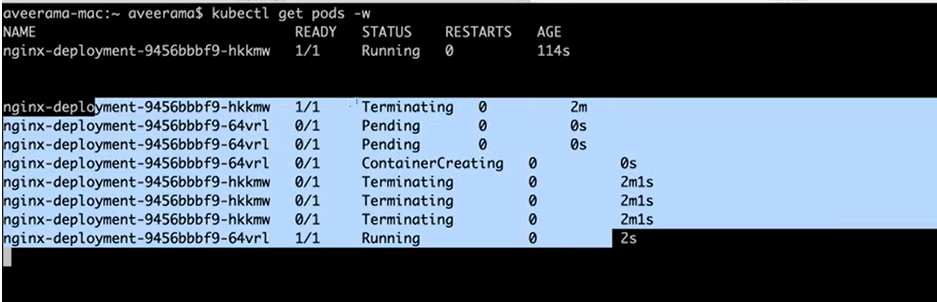 aveerama-mac:~ aveerama$ kubectl get pods -w
NAME READY STATUS RESTARTS AGE
nginx-deployment-9456bbbf9-hkkmw 1/1 Running 0 114s
nginx-deployment-9456bbbf9-hkkmw 1/1 Terminating 0 2m
nginx-deployment-9456bbbf9-64vrl 0/1 Pending 0 0s
nginx-deployment-9456bbbf9-64vrl 0/1 Pending 0 0s
nginx-deployment-9456bbbf9-64vrl 0/1 ContainerCreating 0 0s
nginx-deployment-9456bbbf9-hkkmw 0/1 Terminating 0 2m1s
nginx-deployment-9456bbbf9-hkkmw 0/1 Terminating 0 2m1s
nginx-deployment-9456bbbf9-hkkmw 0/1 Terminating 0 2m1s
nginx-deployment-9456bbbf9-64vrl 1/1 Running 0 2s